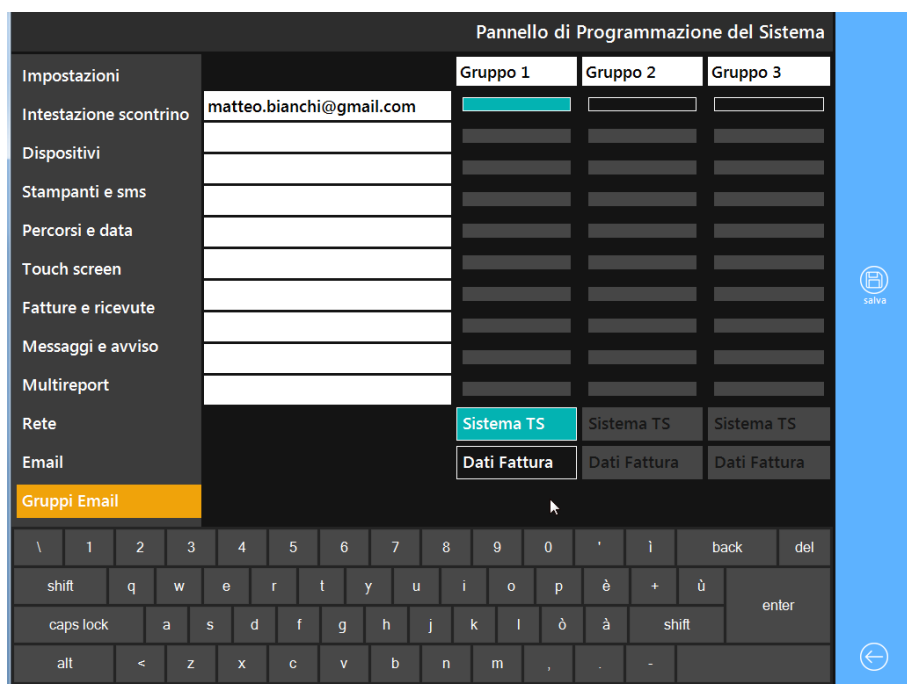 Pannello di Programmazione del Sistema
Impostazioni
Intestazione scontrino
Dispositivi
Stampanti e sms
Percorsi e data
Touch screen
Fatture e ricevute
Messaggi e avviso
Multireport
Rete
Email
Gruppi Email
Gruppo 1 Gruppo 2 Gruppo 3
matteo.bianchi@gmail.com
Sistema TS Sistema TS Sistema TS
Dati Fattura Dati Fattura Dati Fattura
salva
\ 1 2 3 4 5 6 7 8 9 0 ' ì back del
shift q w e r t y u i o p è + ù
enter
caps lock a s d f g h j k l ò à shift
alt < z x c v b n m , . -